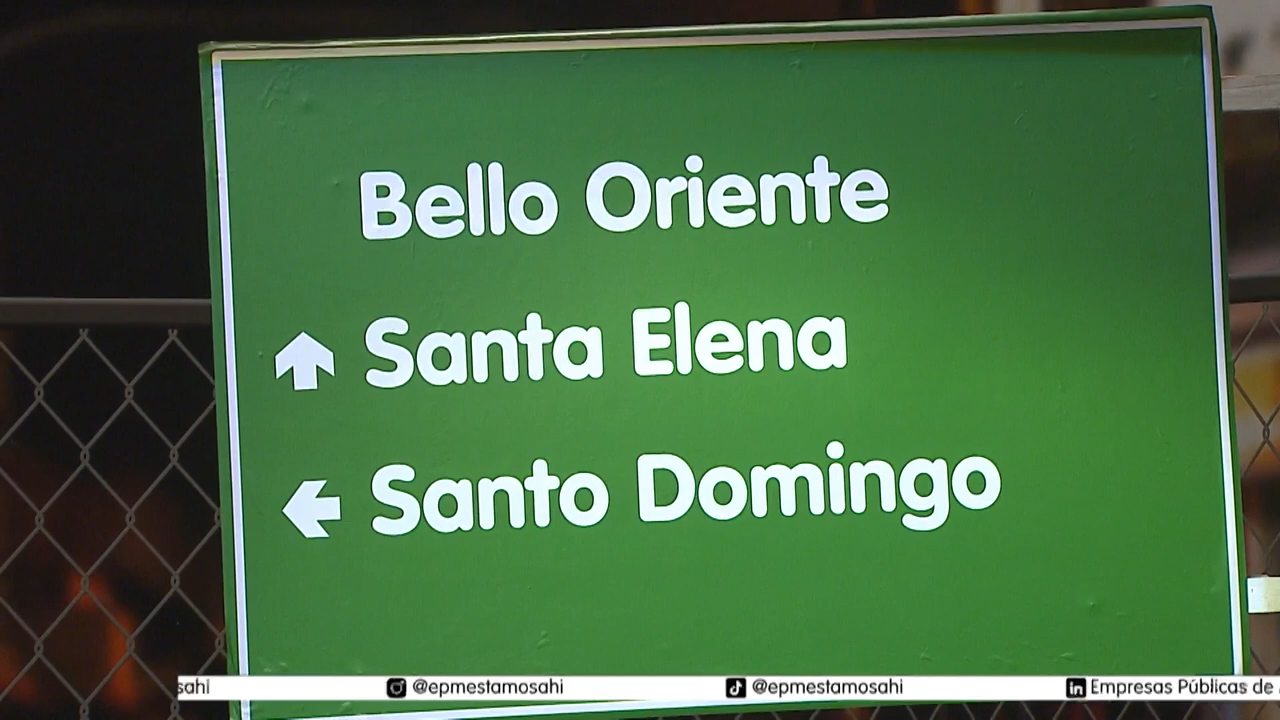 Bello Oriente
Santa Elena
Santo Domingo
sahi @epmestamosahi @epmestamosahi Empresas Públicas de